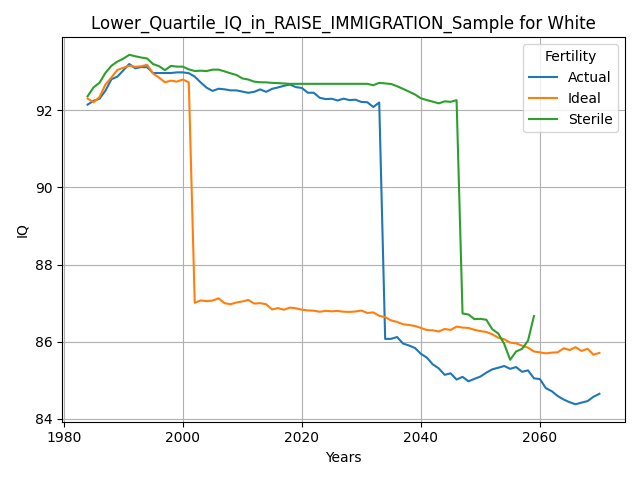 Lower_Quartile_IQ_in_RAISE_IMMIGRATION_Sample for White
Fertility
Actual
Ideal
Sterile
IQ
92
90
88
86
84
1980
2000
2020
2040
2060
Years